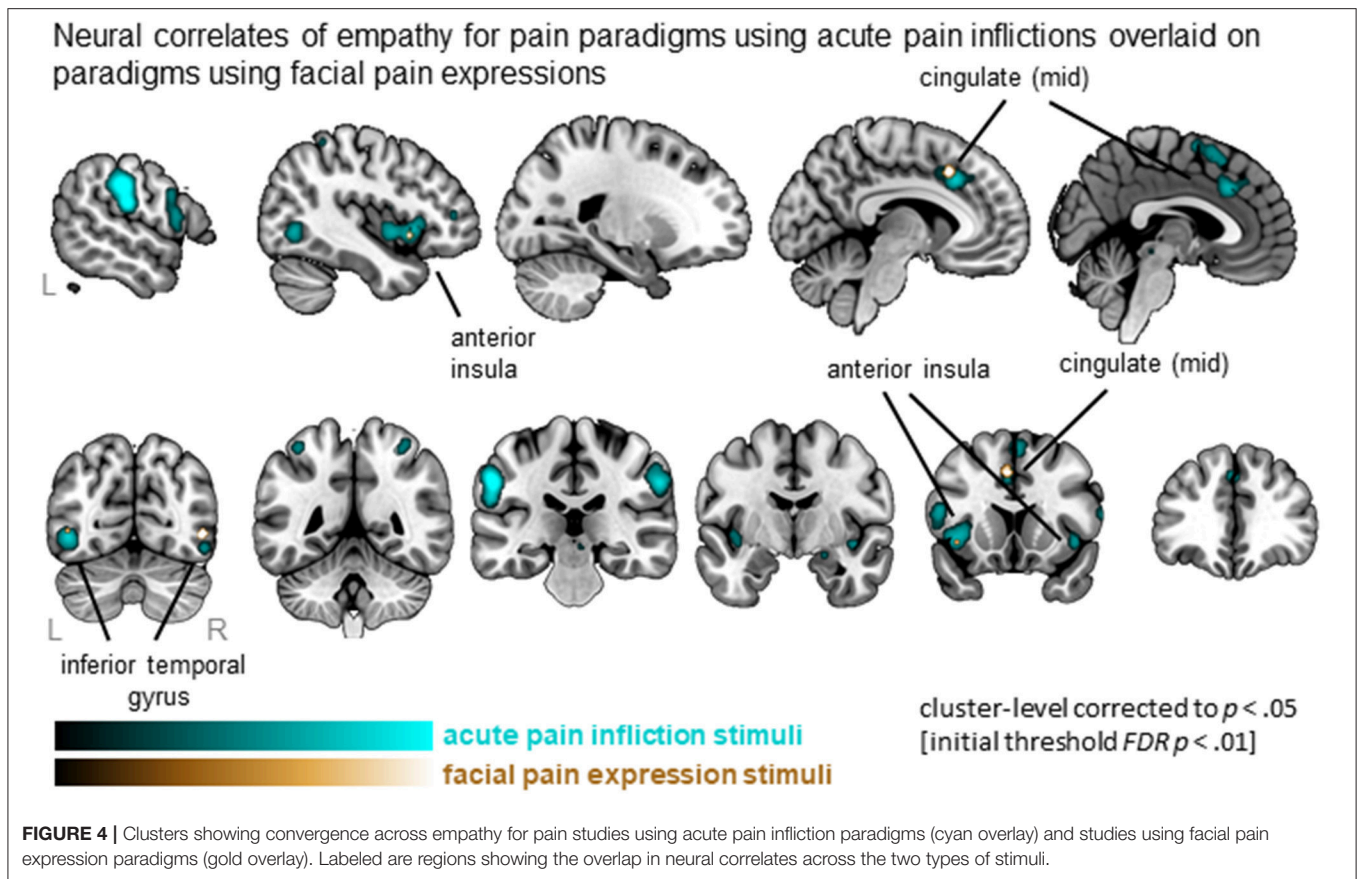 Neural correlates of empathy for pain paradigms using acute pain inflictions overlaid on
paradigms using facial pain expressions
cingulate (mid)
L
anterior
insula
anterior insula
cingulate (mid)
L
R
inferior temporal
gyrus
acute pain infliction stimuli
facial pain expression stimuli
cluster-level corrected to p < .05
[initial threshold FDR p < .01]
FIGURE 4 | Clusters showing convergence across empathy for pain studies using acute pain infliction paradigms (cyan overlay) and studies using facial pain
expression paradigms (gold overlay). Labeled are regions showing the overlap in neural correlates across the two types of stimuli.